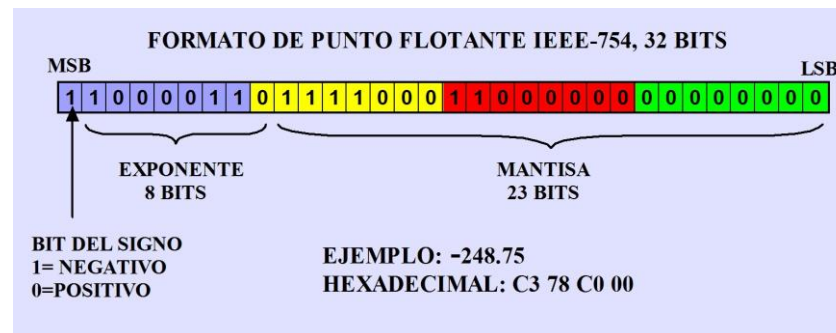 FORMATO DE PUNTO FLOTANTE IEEE-754, 32 BITS
MSB LSB
1 1 0 0 0 0 1 1 0 1 1 1 1 0 0 0 1 1 0 0 0 0 0 0 0 0 0 0 0 0 0 0
EXPONENTE MANTISA
8 BITS 23 BITS
BIT DEL SIGNO
1= NEGATIVO
0=POSITIVO
EJEMPLO: -248.75
HEXADECIMAL: C3 78 C0 00